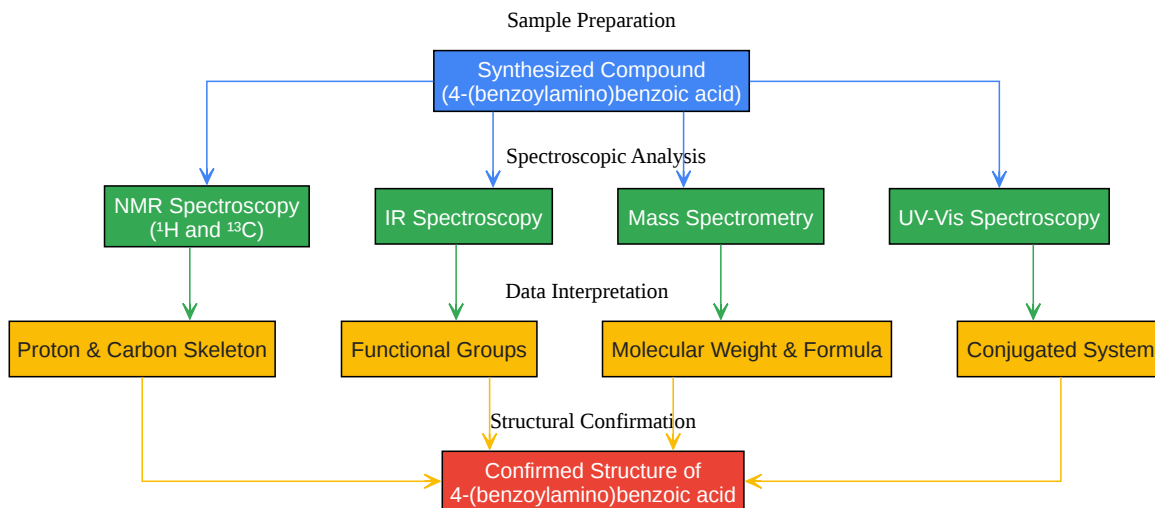 Sample Preparation
Synthesized Compound
(4-(benzoylamino)benzoic acid)
Spectroscopic Analysis
NMR Spectroscopy
(¹H and ¹³C)
IR Spectroscopy
Mass Spectrometry
UV-Vis Spectroscopy
Data Interpretation
Proton & Carbon Skeleton
Functional Groups
Molecular Weight & Formula
Conjugated System
Structural Confirmation
Confirmed Structure of
4-(benzoylamino)benzoic acid